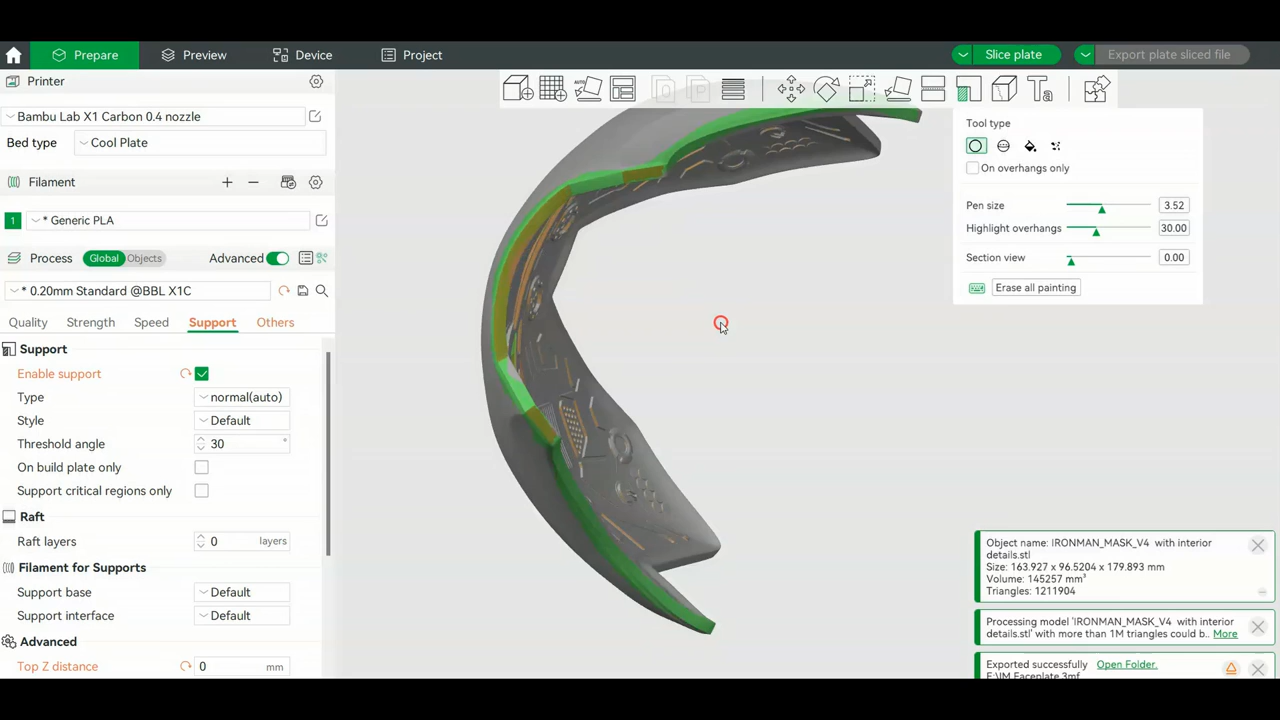 Prepare
Preview
Device
Project
Slice plate
Export plate sliced file
Printer
Bambu Lab X1 Carbon 0.4 nozzle
Bed type
Cool Plate
Filament
1
* Generic PLA
Process
Global
Objects
Advanced
* 0.20mm Standard @BBL X1C
Quality
Strength
Speed
Support
Others
Support
Enable support
Type
normal(auto)
Style
Default
Threshold angle
30
°
On build plate only
Support critical regions only
Raft
Raft layers
0
layers
Filament for Supports
Support base
Default
Support interface
Default
Advanced
Top Z distance
0
mm
AUTO
Ta
Tool type
On overhangs only
Pen size
3.52
Highlight overhangs
30.00
Section view
0.00
Erase all painting
Object name: IRONMAN_MASK_V4 with interior
details.stl
Size: 163.927 x 96.5204 x 179.893 mm
Volume: 145257 mm³
Triangles: 1211904
Processing model 'IRONMAN_MASK_V4 with interior
details.stl' with more than 1M triangles could b.. More
Exported successfully Open Folder.
F:\IM Faceplate.3mf